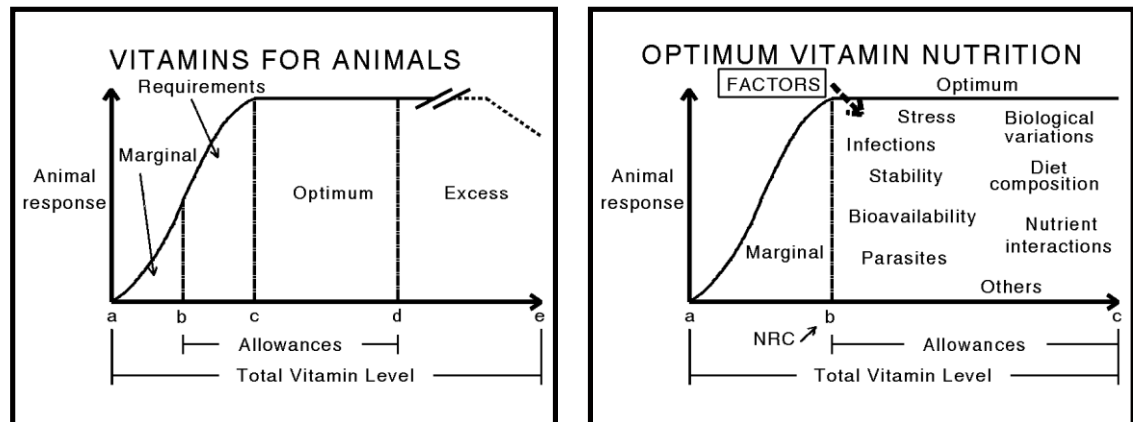 VITAMINS FOR ANIMALS
Requirements
Marginal
Animal
response
Optimum
Excess
a
b
c
d
e
Allowances
Total Vitamin Level
OPTIMUM VITAMIN NUTRITION
FACTORS
Optimum
Stress
Biological
variations
Infections
Animal
response
Stability
Diet
composition
Bioavailability
Nutrient
interactions
Marginal
Parasites
Others
a
b
c
NRC
Allowances
Total Vitamin Level